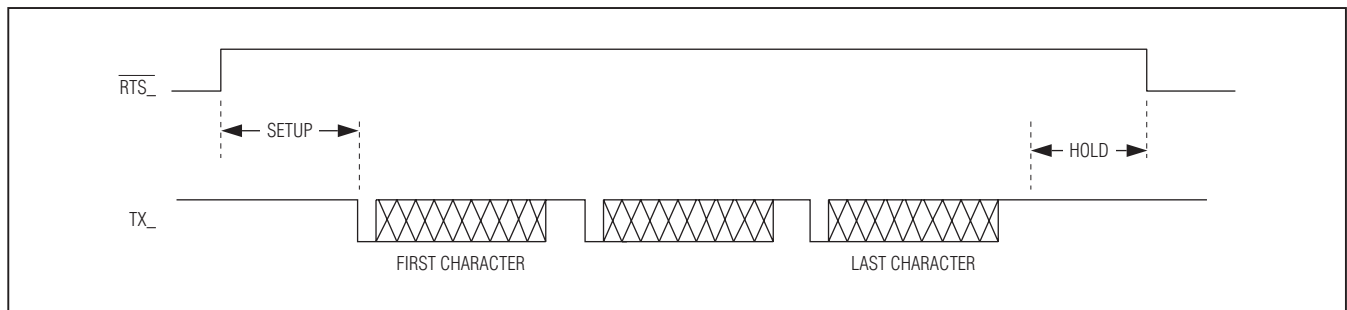 RTS_
SETUP
HOLD
TX_
FIRST CHARACTER
LAST CHARACTER